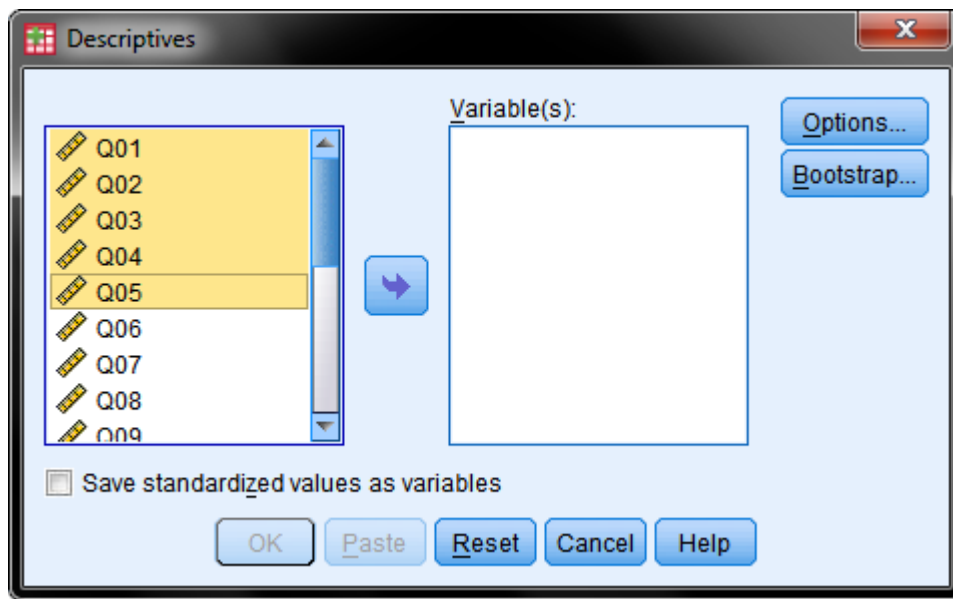 Descriptives
Variable(s):
Options...
Bootstrap...
Q01
Q02
Q03
Q04
Q05
Q06
Q07
Q08
Q09
Save standardized values as variables
OK
Paste
Reset
Cancel
Help